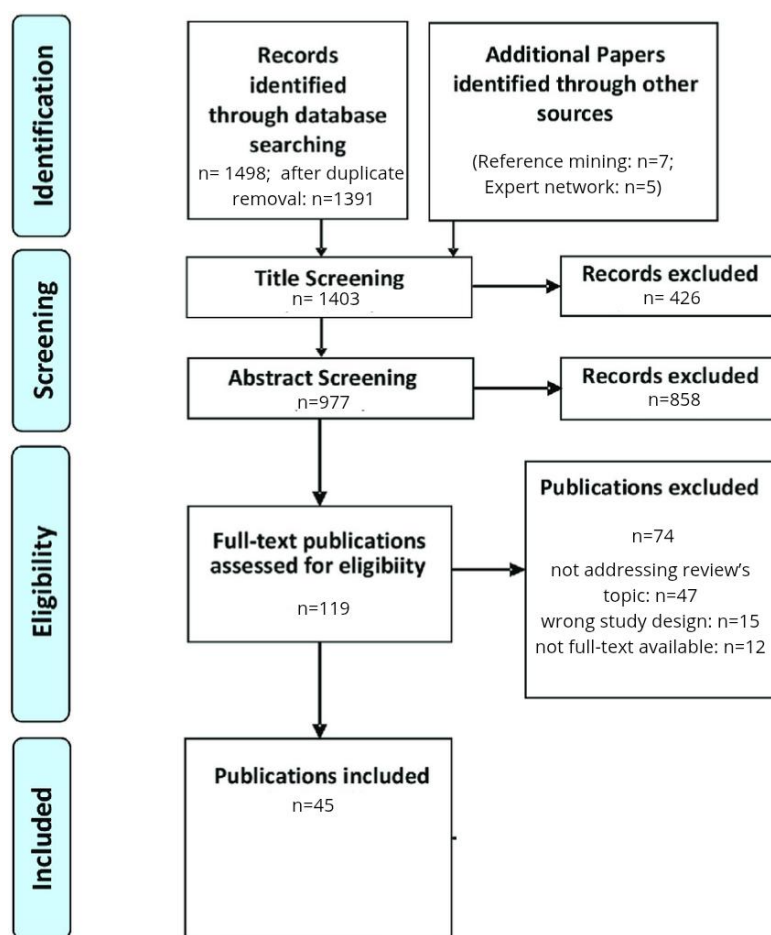 Identification
Records
identified
through database
searching
n= 1498; after duplicate
removal: n=1391
Additional Papers
identified through other
sources
(Reference mining: n=7;
Expert network: n=5)
Screening
Title Screening
n= 1403
Records excluded
n= 426
Abstract Screening
n=977
Records excluded
n=858
Eligibility
Full-text publications
assessed for eligibiity
n=119
Publications excluded
n=74
not addressing review's
topic: n=47
wrong study design: n=15
not full-text available: n=12
Included
Publications included
n=45